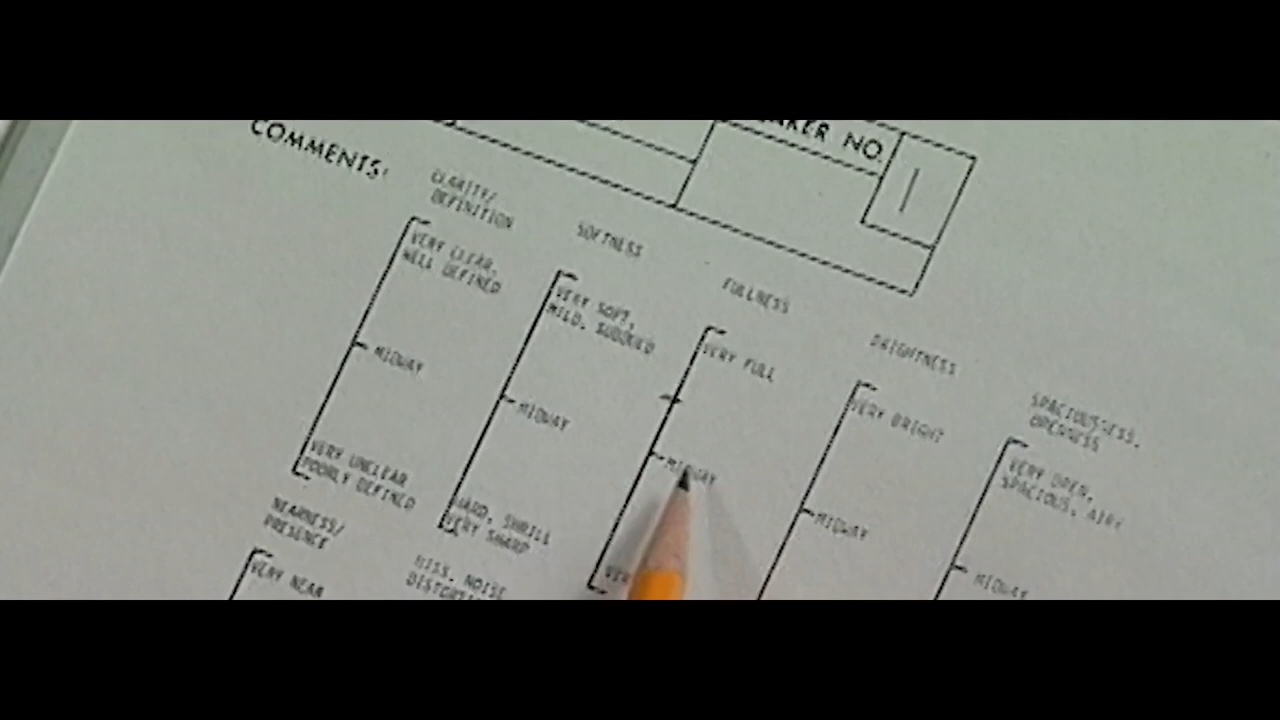 NO.
COMMENTS:
CLARITY/
DEFINITION
VERY CLEAR,
WELL DEFINED
MIDWAY
VERY UNCLEAR
POORLY DEFINED
SOFTNESS
VERY SOFT,
MILD, SUBDUED
MIDWAY
HARD, SHRILL
VERY SHARP
FULLNESS
VERY FULL
MIDWAY
BRIGHTNESS
VERY BRIGHT
MIDWAY
SPACIOUSNESS,
OPENNESS
VERY OPEN,
SPACIOUS, AIRY
MIDWAY
NEARNESS/
PRESENCE
VERY NEAR
HISS, NOISE